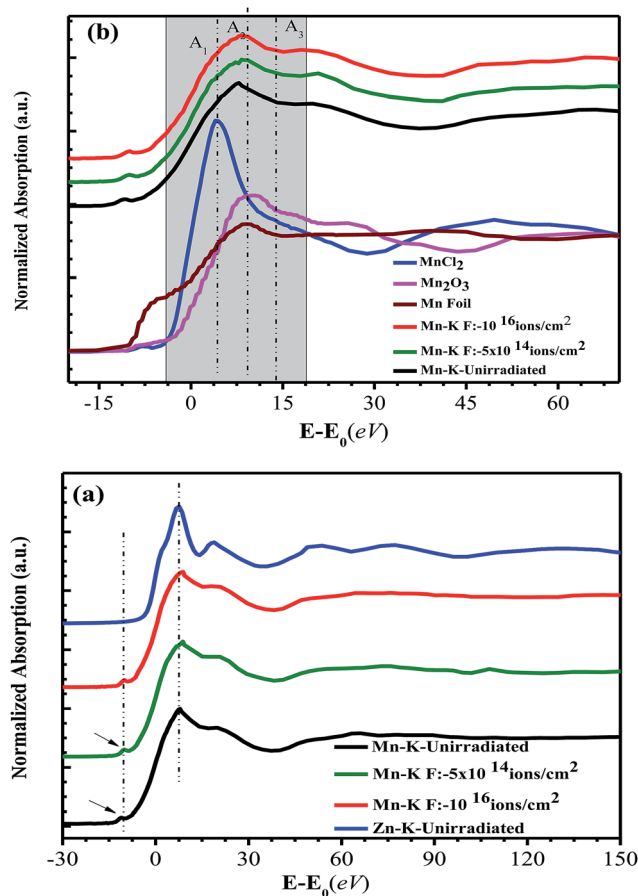 (b)
A1 A2 A3
Normalized Absorption (a.u.)
MnCl2
Mn2O3
Mn Foil
Mn-K F:-10 16ions/cm2
Mn-K F:-5x10 14ions/cm2
Mn-K-Unirradiated
-15 0 15 30 45 60
E-E0(eV)
(a)
Normalized Absorption (a.u.)
Mn-K-Unirradiated
Mn-K F:-5x10 14ions/cm2
Mn-K F:-10 16ions/cm2
Zn-K-Unirradiated
-30 0 30 60 90 120 150
E-E0(eV)